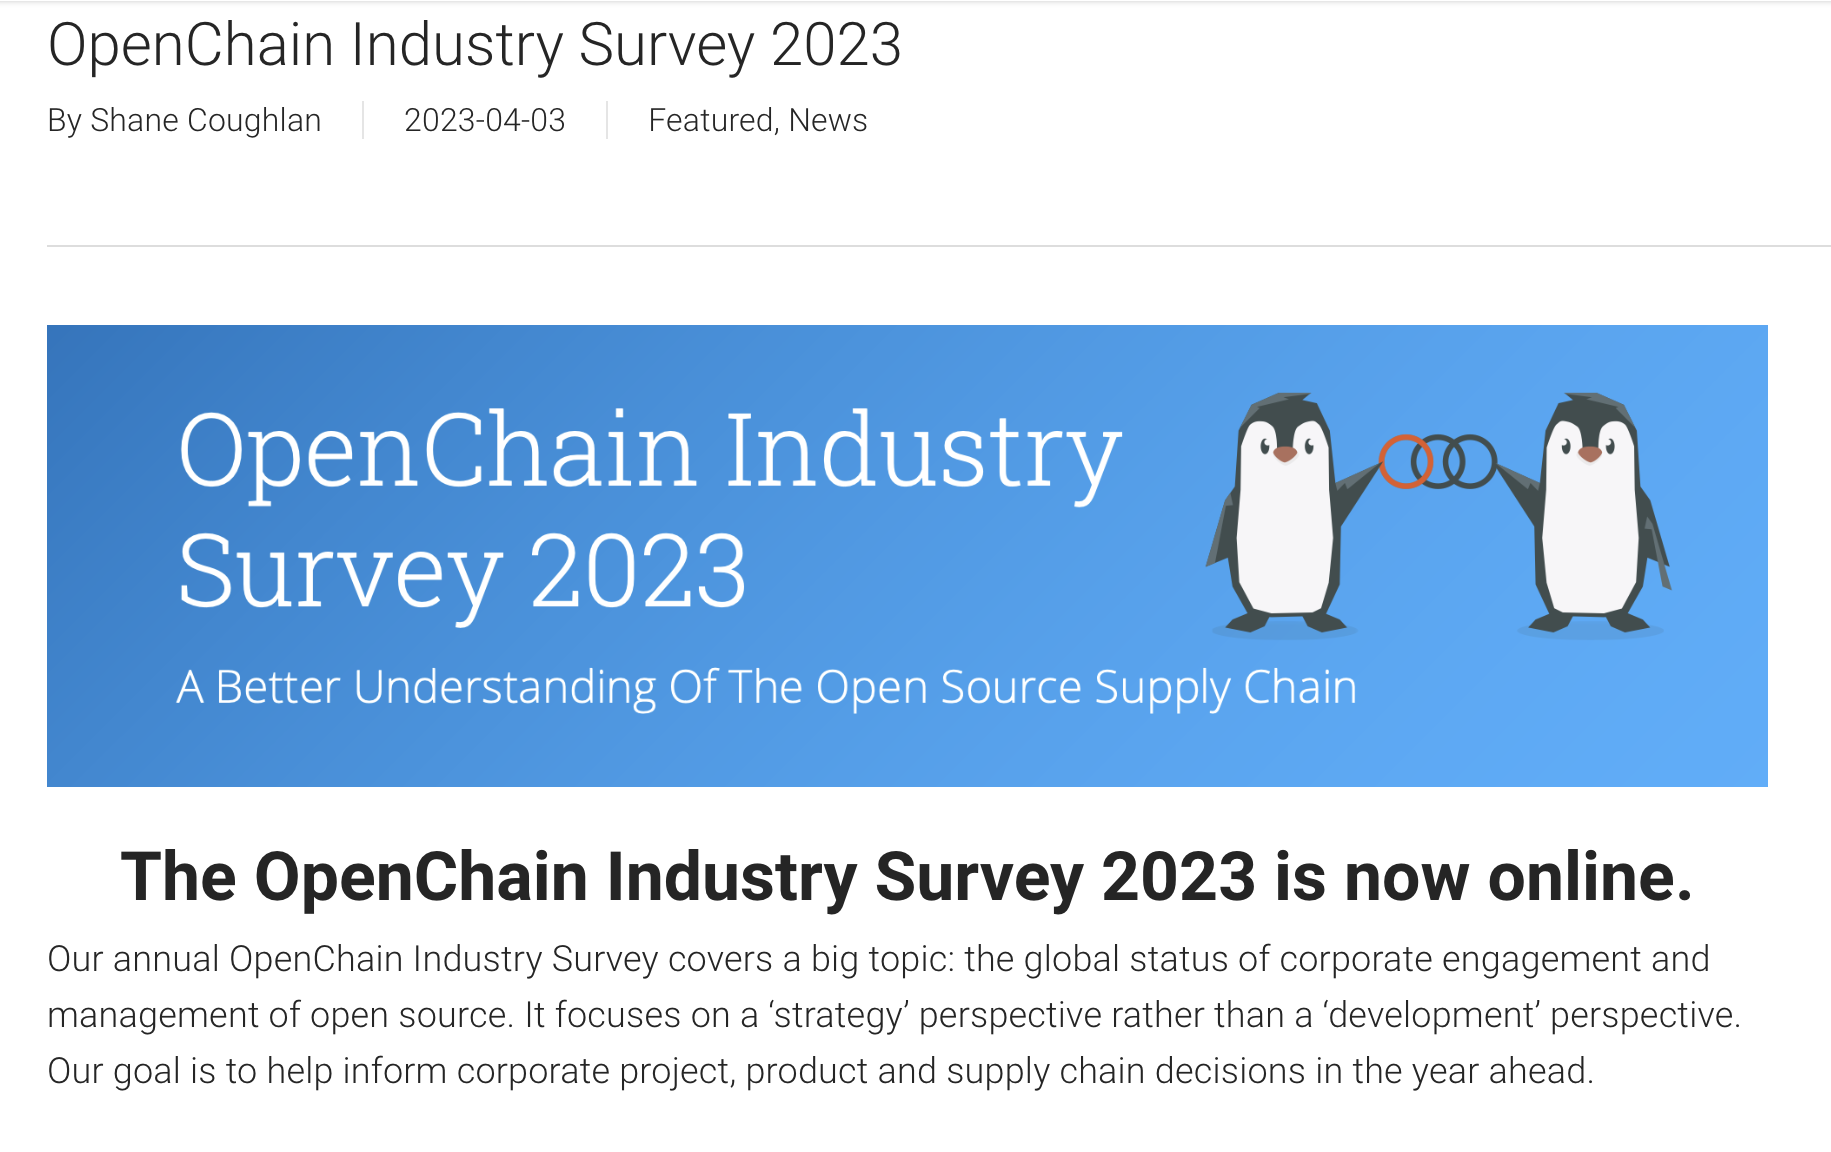 OpenChain Industry Survey 2023
By Shane Coughlan 2023-04-03 Featured, News
OpenChain Industry
Survey 2023
A Better Understanding Of The Open Source Supply Chain
The OpenChain Industry Survey 2023 is now online.
Our annual OpenChain Industry Survey covers a big topic: the global status of corporate engagement and
management of open source. It focuses on a ‘strategy’ perspective rather than a ‘development’ perspective.
Our goal is to help inform corporate project, product and supply chain decisions in the year ahead.